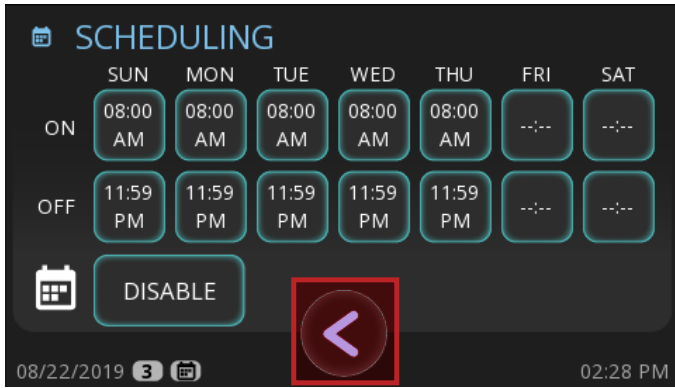 SCHEDULING
SUN MON TUE WED THU FRI SAT
ON 08:00 AM 08:00 AM 08:00 AM 08:00 AM 08:00 AM --:-- --:--
OFF 11:59 PM 11:59 PM 11:59 PM 11:59 PM 11:59 PM --:-- --:--
DISABLE
<
08/22/2019 3 02:28 PM